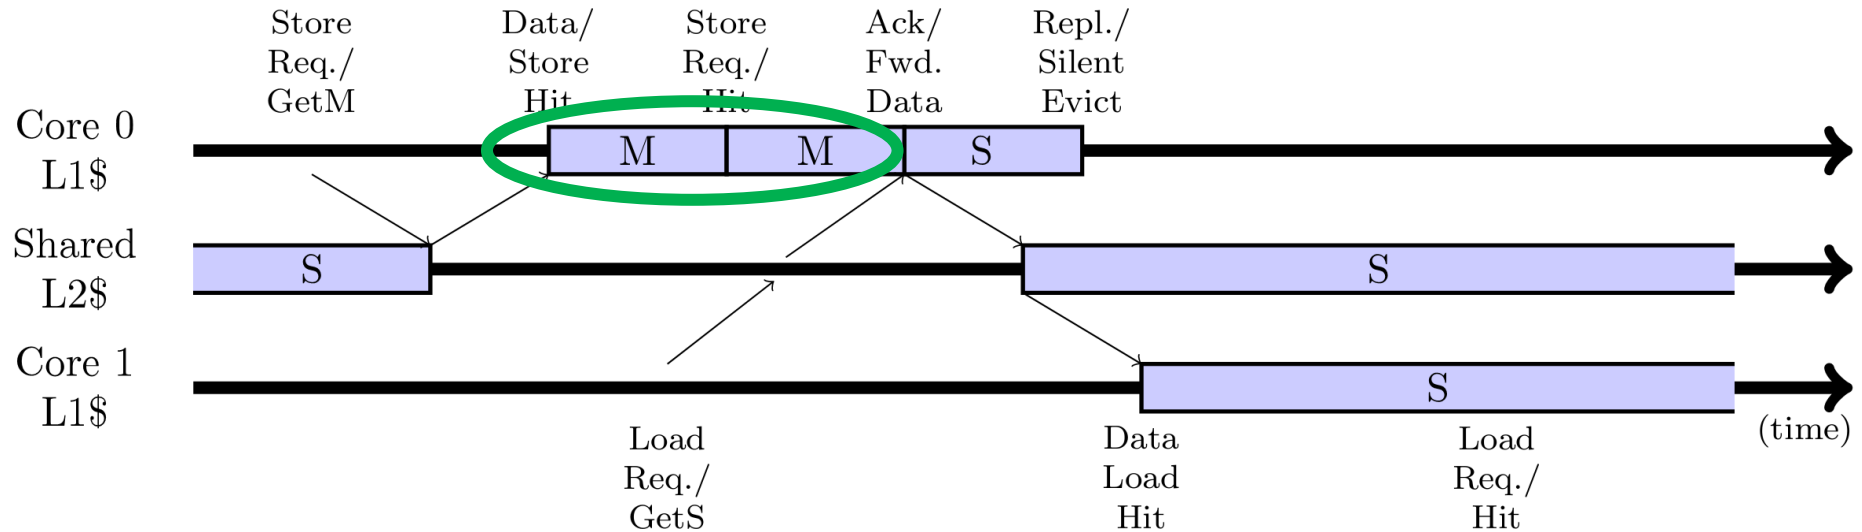 Store
Req./
GetM
Data/
Store
Hit
Store
Req./
Hit
Ack/
Fwd.
Data
Repl./
Silent
Evict
Core 0
L1$
M
M
S
Shared
L2$
S
S
Core 1
L1$
S
(time)
Load
Req./
GetS
Data
Load
Hit
Load
Req./
Hit